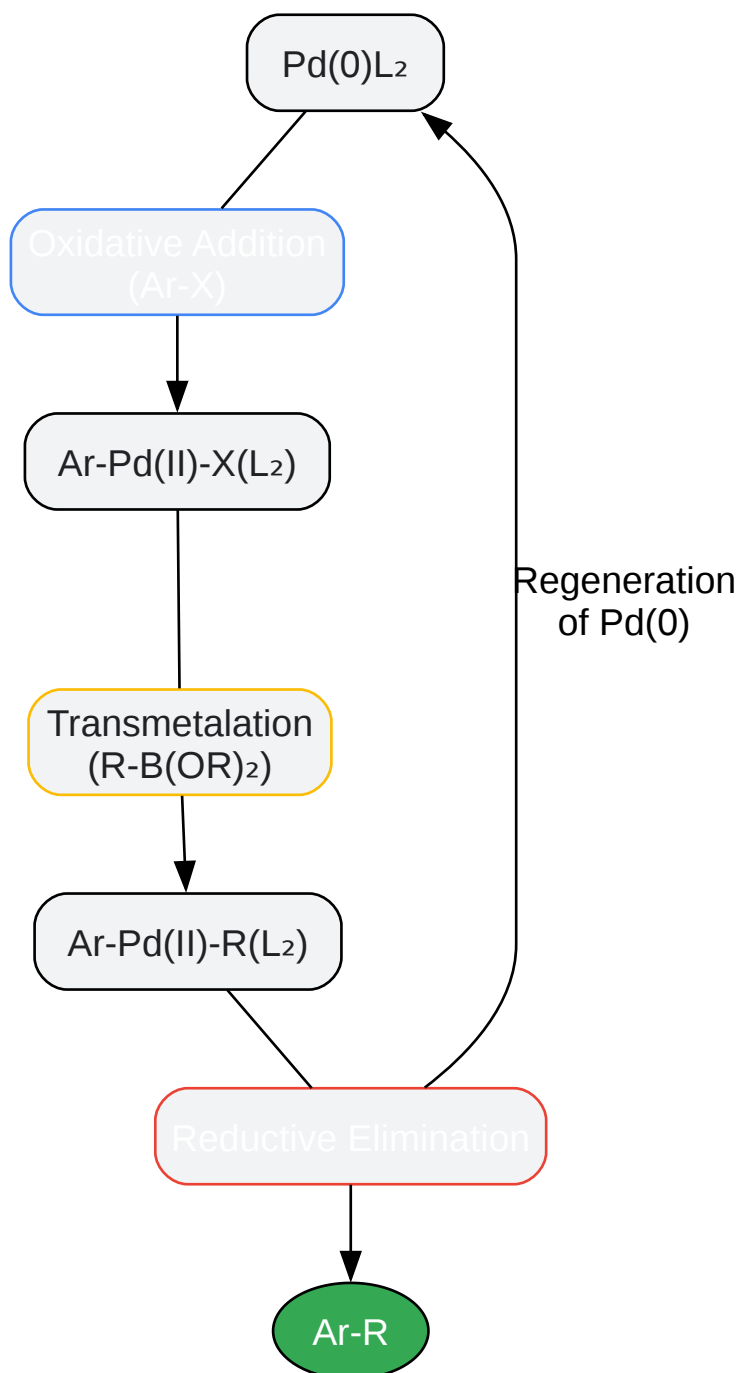 Pd(0)L₂
Oxidative Addition
(Ar-X)
Ar-Pd(II)-X(L₂)
Regeneration
of Pd(0)
Transmetalation
(R-B(OR)₂)
Ar-Pd(II)-R(L₂)
Reductive Elimination
Ar-R